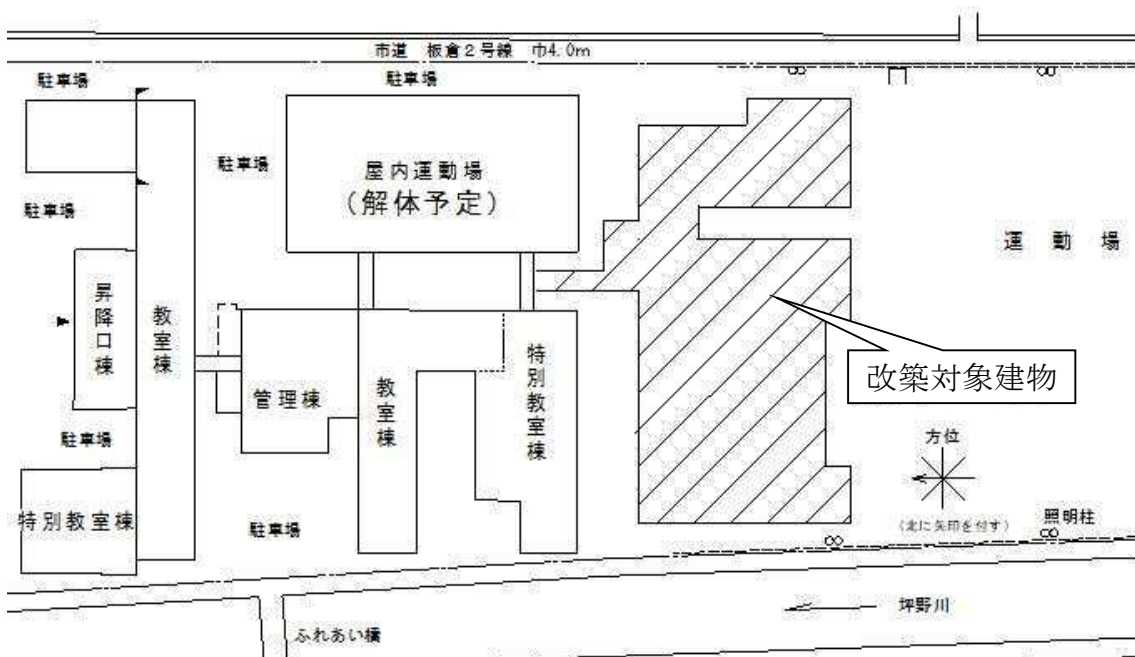 市道 板倉2号線 巾4.0m
駐車場
駐車場
駐車場
駐車場
屋内運動場
(解体予定)
運動場
昇降口棟
教室棟
管理棟
教室棟
特別教室棟
改築対象建物
駐車場
方位
(北に矢印を付す)
照明柱
特別教室棟
駐車場
坪野川
ふれあい橋